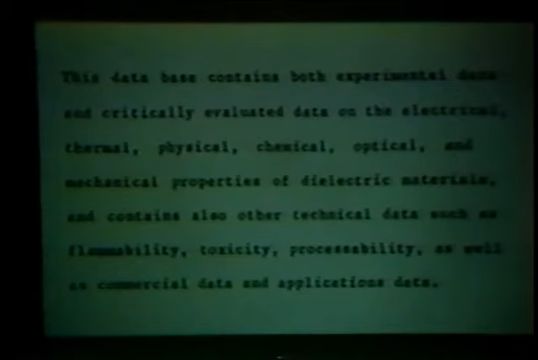 This data base contains both experimental data
and critically evaluated data on the electrical,
thermal, physical, chemical, optical, and
mechanical properties of dielectric materials,
and contains also other technical data such as
flammability, toxicity, processability, as well
as commercial data and applications data.